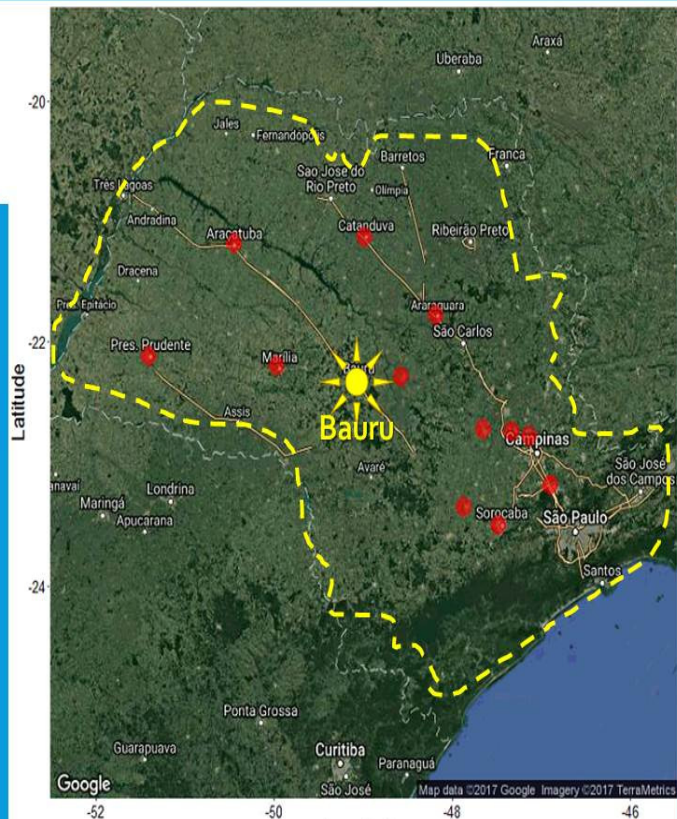 Araxá
Uberaba
-20
Jales
Fernandópolis
Barretos
Franca
Três Lagoas
Sao Jose do
Rio Preto
Olímpia
Andradina
Araçatuba
Catanduva
Ribeirão Preto
Dracena
Pres. Epitácio
Araraquara
São Carlos
-22
Pres. Prudente
Marília
Bauru
Bauru
Latitude
Assis
Campinas
Avaré
São José
dos Campos
anavai
Londrina
Maringá
Apucarana
Sorocaba
São Paulo
-24
Santos
Ponta Grossa
Guarapuava
Curitiba
Paranaguá
São José
Google
Map data ©2017 Google Imagery ©2017 TerraMetrics
-52
-50
-48
-46